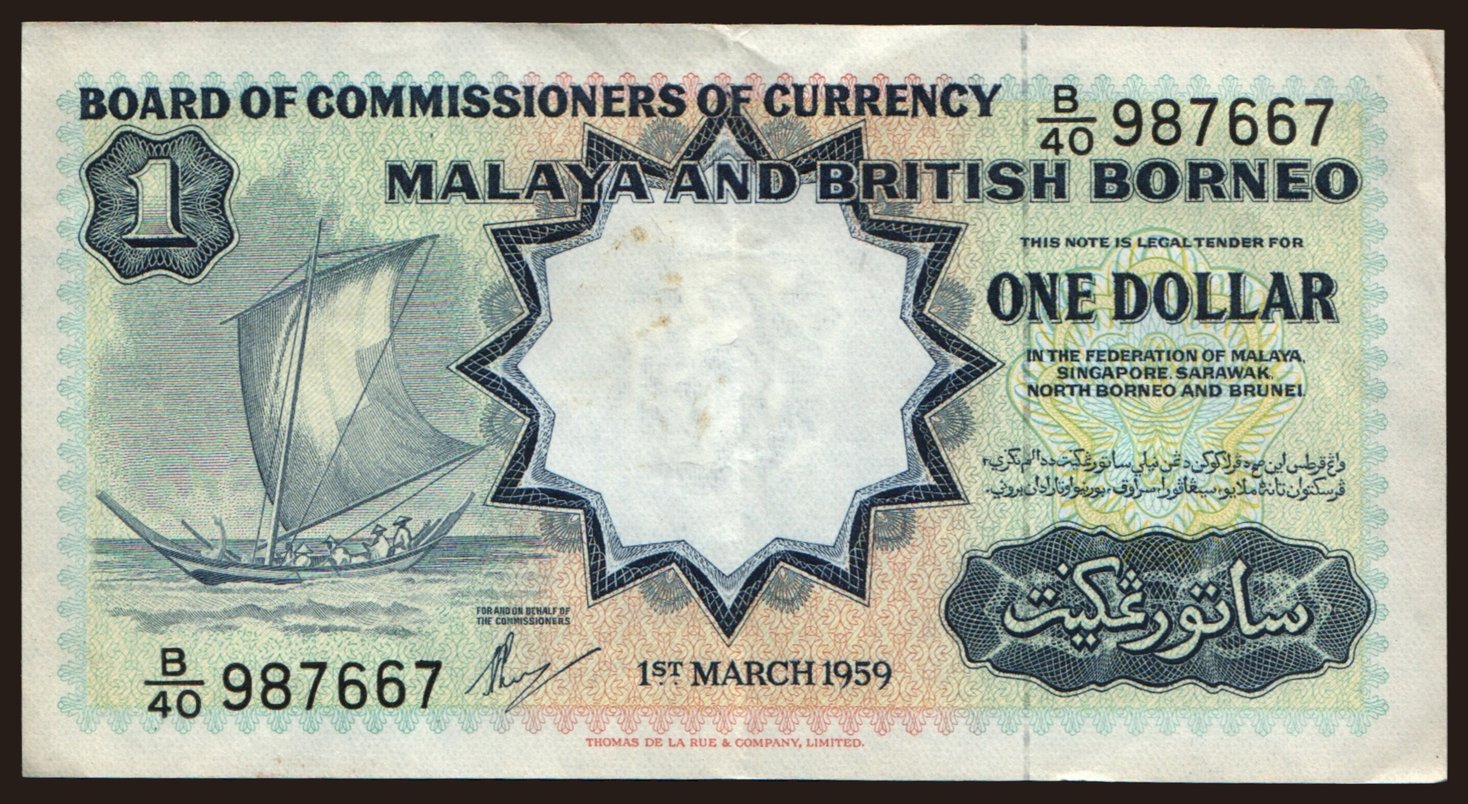 BOARD OF COMMISSIONERS OF CURRENCY
B/40 987667
MALAYA AND BRITISH BORNEO
1
THIS NOTE IS LEGAL TENDER FOR
ONE DOLLAR
IN THE FEDERATION OF MALAYA,
SINGAPORE, SARAWAK,
NORTH BORNEO AND BRUNEI.
ساتو رڠݢيت
FOR AND ON BEHALF OF
THE COMMISSIONERS
B/40 987667
1ST MARCH 1959
THOMAS DE LA RUE & COMPANY, LIMITED.